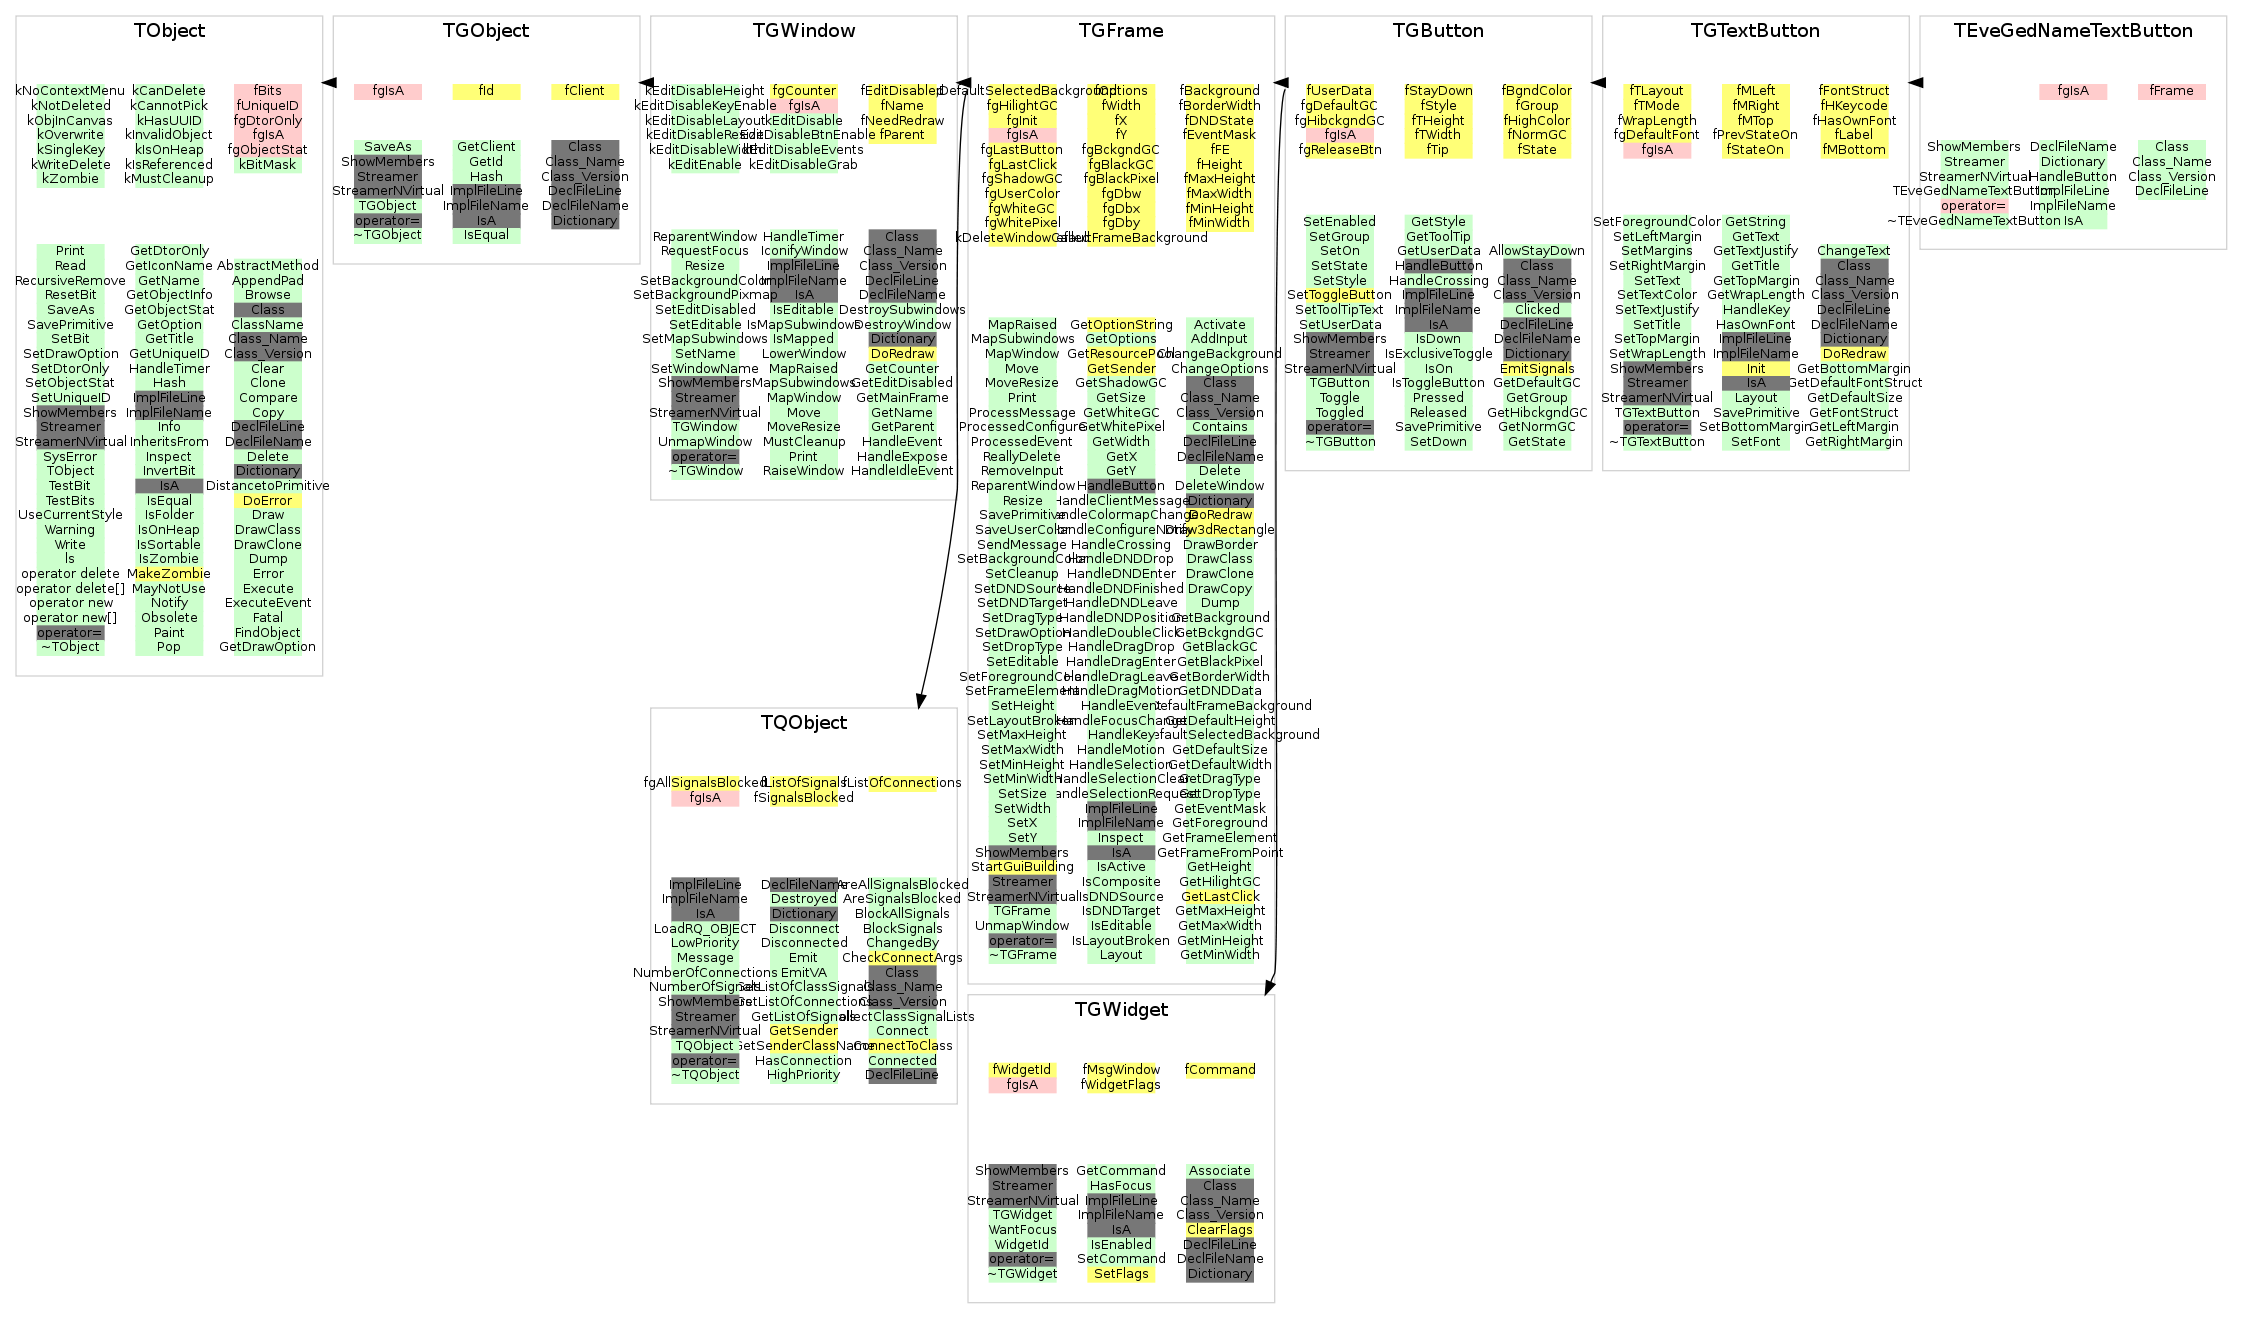 TObject
kNoContextMenu kCanDelete fBits
kNotDeleted kCannotPick fUniqueID
kObjInCanvas kHasUUID fgDtorOnly
kOverwrite kInvalidObject fgIsA
kSingleKey kIsOnHeap fgObjectStat
kWriteDelete kIsReferenced kBitMask
kZombie kMustCleanup
Print GetDtorOnly
Read GetIconName AbstractMethod
RecursiveRemove GetName AppendPad
ResetBit GetObjectInfo Browse
SaveAs GetObjectStat Class
SavePrimitive GetOption ClassName
SetBit GetTitle Class_Name
SetDrawOption GetUniqueID Class_Version
SetDtorOnly HandleTimer Clear
SetObjectStat Hash Clone
SetUniqueID ImplFileLine Compare
ShowMembers ImplFileName Copy
Streamer Info DeclFileLine
StreamerNVirtual InheritsFrom DeclFileName
SysError Inspect Delete
TObject InvertBit Dictionary
TestBit IsA DistancetoPrimitive
TestBits IsEqual DoError
UseCurrentStyle IsFolder Draw
Warning IsOnHeap DrawClass
Write IsSortable DrawClone
ls IsZombie Dump
operator delete MakeZombie Error
operator delete[] MayNotUse Execute
operator new Notify ExecuteEvent
operator new[] Obsolete Fatal
operator= Paint FindObject
~TObject Pop GetDrawOption
TGObject
fgIsA fId fClient
SaveAs GetClient Class
ShowMembers GetId Class_Name
Streamer Hash Class_Version
StreamerNVirtual ImplFileLine DeclFileLine
TGObject ImplFileName DeclFileName
operator= IsA Dictionary
~TGObject IsEqual
TGWindow
kEditDisableHeight fgCounter fEditDisabled
kEditDisableKeyEnable fgIsA fName
kEditDisableLayout kEditDisable fNeedRedraw
kEditDisableResize kEditDisableBtnEnable fParent
kEditDisableWidth kEditDisableEvents
kEditEnable kEditDisableGrab
ReparentWindow HandleTimer Class
RequestFocus IconifyWindow Class_Name
Resize ImplFileLine Class_Version
SetBackgroundColor ImplFileName DeclFileLine
SetBackgroundPixmap IsA DeclFileName
SetEditDisabled IsEditable DestroySubwindows
SetEditable IsMapSubwindows DestroyWindow
SetMapSubwindows IsMapped Dictionary
SetName LowerWindow DoRedraw
SetWindowName MapRaised GetCounter
ShowMembers MapSubwindows GetEditDisabled
Streamer MapWindow GetMainFrame
StreamerNVirtual Move GetName
TGWindow MoveResize GetParent
UnmapWindow MustCleanup HandleEvent
operator= Print HandleExpose
~TGWindow RaiseWindow HandleIdleEvent
TQObject
fgAllSignalsBlocked fListOfSignals fListOfConnections
fgIsA fSignalsBlocked
ImplFileLine DeclFileName AreAllSignalsBlocked
ImplFileName Destroyed AreSignalsBlocked
IsA Dictionary BlockAllSignals
LoadRQ_OBJECT Disconnect BlockSignals
LowPriority Disconnected ChangedBy
Message Emit CheckConnectArgs
NumberOfConnections EmitVA Class
NumberOfSignals GetListOfClassSignals Class_Name
ShowMembers GetListOfConnections Class_Version
Streamer GetListOfSignals ollectClassSignalLists
StreamerNVirtual GetSender Connect
TQObject GetSenderClassName ConnectToClass
operator= HasConnection Connected
~TQObject HighPriority DeclFileLine
TGFrame
DefaultSelectedBackground fOptions fBackground
fgHilightGC fWidth fBorderWidth
fgInit fX fDNDState
fgIsA fY fEventMask
fgLastButton fgBckgndGC fFE
fgLastClick fgBlackGC fHeight
fgShadowGC fgBlackPixel fMaxHeight
fgUserColor fgDbw fMaxWidth
fgWhiteGC fgDbx fMinHeight
fgWhitePixel fgDby fMinWidth
kDeleteWindowCalled efaultFrameBackground
MapRaised GetOptionString Activate
MapSubwindows GetOptions AddInput
MapWindow GetResourcePool ChangeBackground
Move GetSender ChangeOptions
MoveResize GetShadowGC Class
Print GetSize Class_Name
ProcessMessage GetWhiteGC Class_Version
ProcessedConfigure GetWhitePixel Contains
ProcessedEvent GetWidth DeclFileLine
ReallyDelete GetX DeclFileName
RemoveInput GetY Delete
ReparentWindow HandleButton DeleteWindow
Resize HandleClientMessage Dictionary
SavePrimitive andleColormapChange DoRedraw
SaveUserColor HandleConfigureNotify Draw3dRectangle
SendMessage HandleCrossing DrawBorder
SetBackgroundColor HandleDNDDrop DrawClass
SetCleanup HandleDNDEnter DrawClone
SetDNDSource HandleDNDFinished DrawCopy
SetDNDTarget HandleDNDLeave Dump
SetDragType HandleDNDPosition GetBackground
SetDrawOption HandleDoubleClick GetBckgndGC
SetDropType HandleDragDrop GetBlackGC
SetEditable HandleDragEnter GetBlackPixel
SetForegroundColor HandleDragLeave GetBorderWidth
SetFrameElement HandleDragMotion GetDNDData
SetHeight HandleEvent DefaultFrameBackground
SetLayoutBroken HandleFocusChange GetDefaultHeight
SetMaxHeight HandleKey efaultSelectedBackground
SetMaxWidth HandleMotion GetDefaultSize
SetMinHeight HandleSelection GetDefaultWidth
SetMinWidth HandleSelectionClear GetDragType
SetSize andleSelectionRequest GetDropType
SetWidth ImplFileLine GetEventMask
SetX ImplFileName GetForeground
SetY Inspect GetFrameElement
ShowMembers IsA GetFrameFromPoint
StartGuiBuilding IsActive GetHeight
Streamer IsComposite GetHilightGC
StreamerNVirtual IsDNDSource GetLastClick
TGFrame IsDNDTarget GetMaxHeight
UnmapWindow IsEditable GetMaxWidth
operator= IsLayoutBroken GetMinHeight
~TGFrame Layout GetMinWidth
TGWidget
fWidgetId fMsgWindow fCommand
fgIsA fWidgetFlags
ShowMembers GetCommand Associate
Streamer HasFocus Class
StreamerNVirtual ImplFileLine Class_Name
TGWidget ImplFileName Class_Version
WantFocus IsA ClearFlags
WidgetId IsEnabled DeclFileLine
operator= SetCommand DeclFileName
~TGWidget SetFlags Dictionary
TGButton
fUserData fStayDown fBgndColor
fgDefaultGC fStyle fGroup
fgHibckgndGC fTHeight fHighColor
fgIsA fTWidth fNormGC
fgReleaseBtn fTip fState
SetEnabled GetStyle
SetGroup GetToolTip
SetOn GetUserData AllowStayDown
SetState HandleButton Class
SetStyle HandleCrossing Class_Name
SetToggleButton ImplFileLine Class_Version
SetToolTipText ImplFileName Clicked
SetUserData IsA DeclFileLine
ShowMembers IsDown DeclFileName
Streamer IsExclusiveToggle Dictionary
StreamerNVirtual IsOn EmitSignals
TGButton IsToggleButton GetDefaultGC
Toggle Pressed GetGroup
Toggled Released GetHibckgndGC
operator= SavePrimitive GetNormGC
~TGButton SetDown GetState
TGTextButton
fTLayout fMLeft fFontStruct
fTMode fMRight fHKeycode
fWrapLength fMTop fHasOwnFont
fgDefaultFont fPrevStateOn fLabel
fgIsA fStateOn fMBottom
SetForegroundColor GetString
SetLeftMargin GetText
SetMargins GetTextJustify ChangeText
SetRightMargin GetTitle Class
SetText GetTopMargin Class_Name
SetTextColor GetWrapLength Class_Version
SetTextJustify HandleKey DeclFileLine
SetTitle HasOwnFont DeclFileName
SetTopMargin ImplFileLine Dictionary
SetWrapLength ImplFileName DoRedraw
ShowMembers Init GetBottomMargin
Streamer IsA GetDefaultFontStruct
StreamerNVirtual Layout GetDefaultSize
TGTextButton SavePrimitive GetFontStruct
operator= SetBottomMargin GetLeftMargin
~TGTextButton SetFont GetRightMargin
TEveGedNameTextButton
fgIsA fFrame
ShowMembers DeclFileName Class
Streamer Dictionary Class_Name
StreamerNVirtual HandleButton Class_Version
TEveGedNameTextButton ImplFileLine DeclFileLine
operator= ImplFileName
~TEveGedNameTextButton IsA